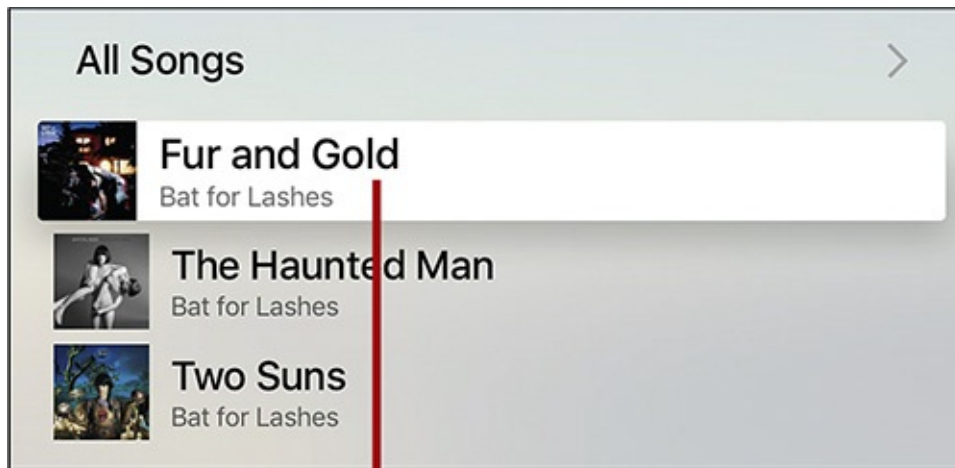 All Songs
Fur and Gold
Bat for Lashes
The Haunted Man
Bat for Lashes
Two Suns
Bat for Lashes